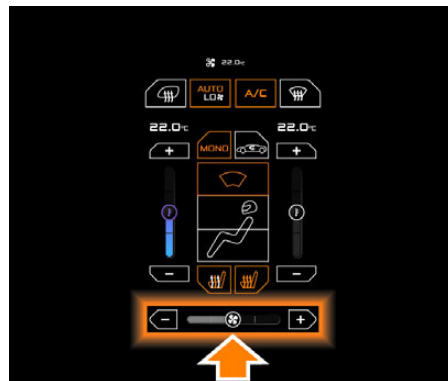 22.0°C
AUTO A/C
LO
22.0°C 22.0°C
+ MONO +
- -
- +